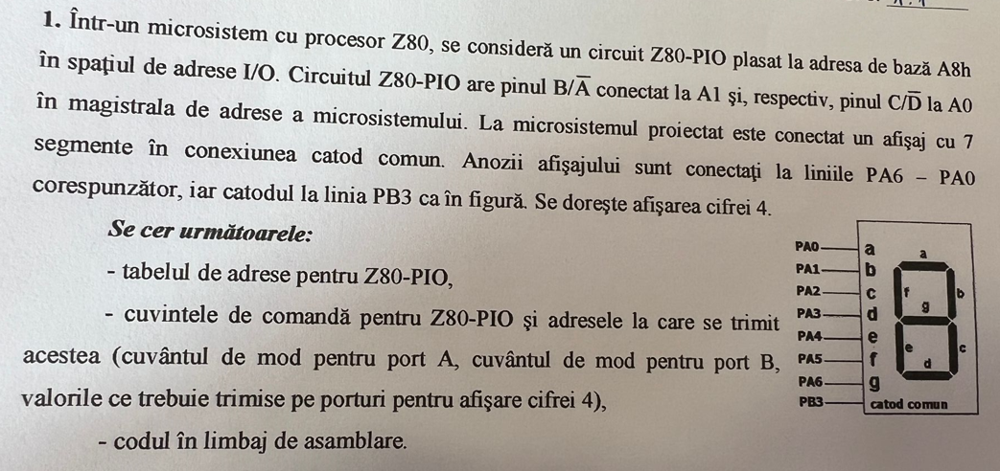 1. Într-un microsistem cu procesor Z80, se consideră un circuit Z80-PIO plasat la adresa de bază A8h
în spaţiul de adrese I/O. Circuitul Z80-PIO are pinul B/A̅ conectat la A1 şi, respectiv, pinul C/D̅ la A0
în magistrala de adrese a microsistemului. La microsistemul proiectat este conectat un afişaj cu 7
segmente în conexiunea catod comun. Anozii afişajului sunt conectaţi la liniile PA6 – PA0
corespunzător, iar catodul la linia PB3 ca în figură. Se doreşte afişarea cifrei 4.
Se cer următoarele:
- tabelul de adrese pentru Z80-PIO,
- cuvintele de comandă pentru Z80-PIO şi adresele la care se trimit
acestea (cuvântul de mod pentru port A, cuvântul de mod pentru port B,
valorile ce trebuie trimise pe porturi pentru afişare cifrei 4),
- codul în limbaj de asamblare.
PA0 a
PA1 b
PA2 c
PA3 d
PA4 e
PA5 f
PA6 g
PB3 catod comun
a
f b
g
e c
d